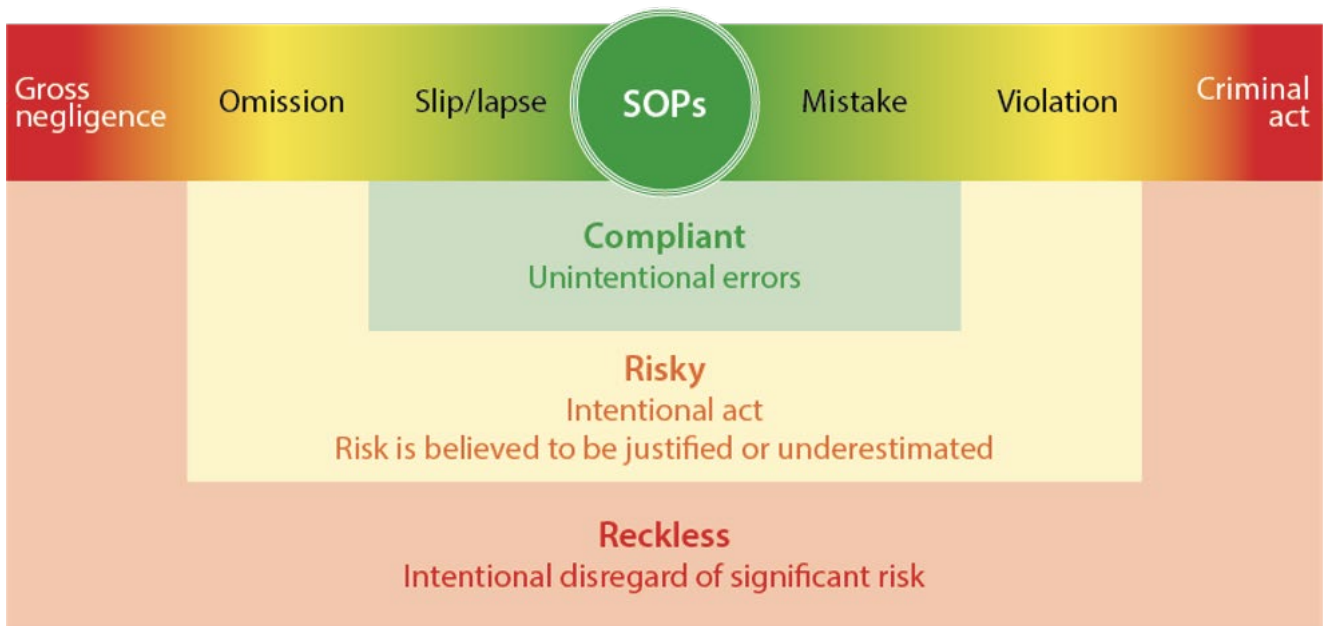 Gross
negligence
Omission
Slip/lapse
SOPs
Mistake
Violation
Criminal
act
Compliant
Unintentional errors
Risky
Intentional act
Risk is believed to be justified or underestimated
Reckless
Intentional disregard of significant risk